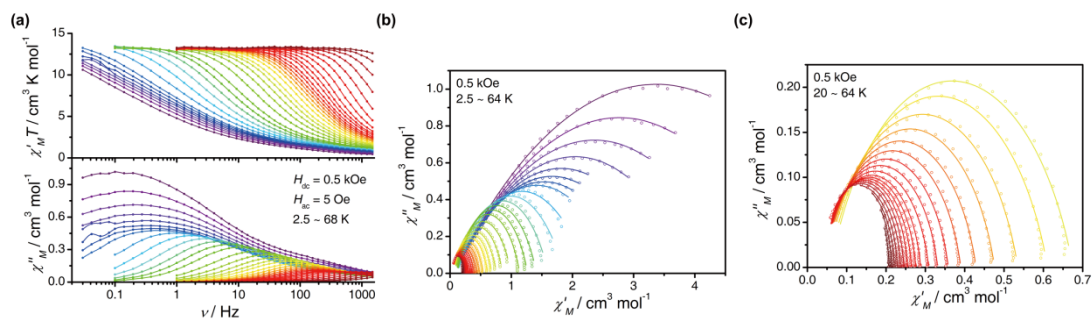 (a)
χ′M T / cm³ K mol⁻¹
15
12
9
6
3
0
χ″M / cm³ mol⁻¹
0.9
0.6
0.3
0.0
Hdc = 0.5 kOe
Hac = 5 Oe
2.5 ~ 68 K
0.1 1 10 100 1000
ν / Hz
(b)
0.5 kOe
2.5 ~ 64 K
χ″M / cm³ mol⁻¹
1.0
0.8
0.6
0.4
0.2
0.0
0 1 2 3 4
χ′M / cm³ mol⁻¹
(c)
0.5 kOe
20 ~ 64 K
χ″M / cm³ mol⁻¹
0.20
0.15
0.10
0.05
0.00
0.0 0.1 0.2 0.3 0.4 0.5 0.6 0.7
χ′M / cm³ mol⁻¹